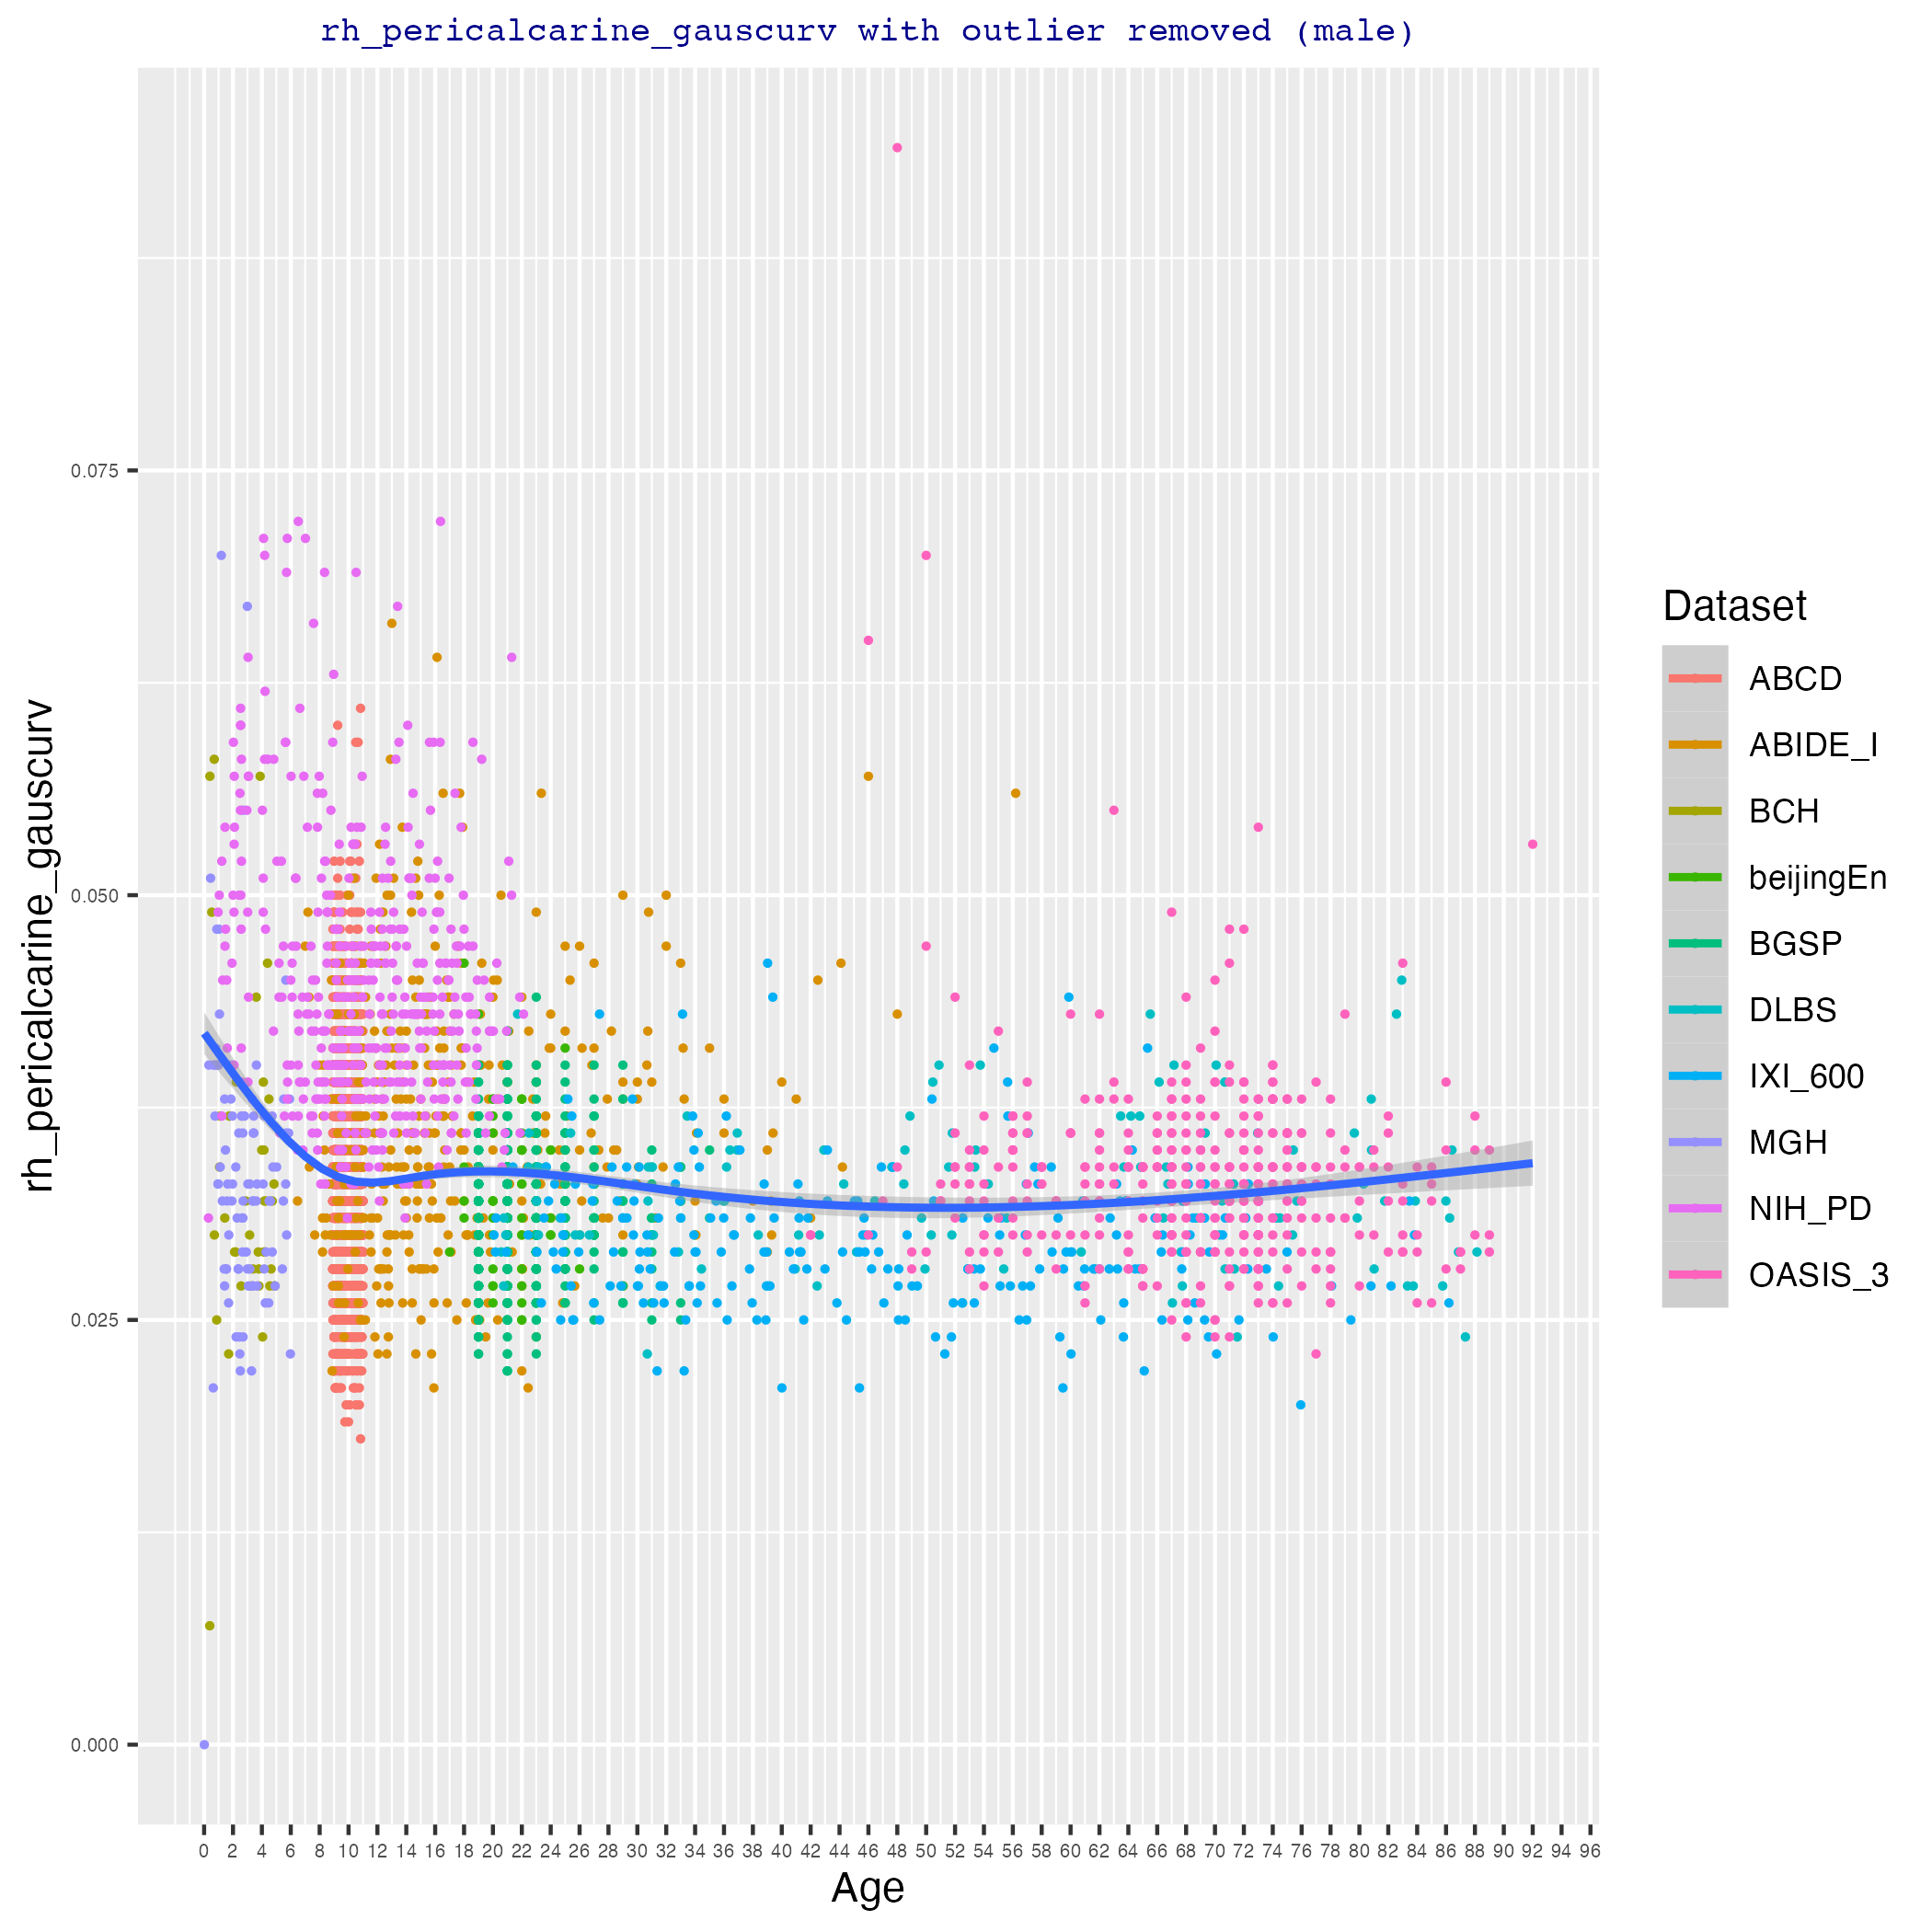 rh_pericalcarine_gauscurv with outlier removed (male)
rh_pericalcarine_gauscurv
0.075
0.050
0.025
0.000
0 2 4 6 8 10 12 14 16 18 20 22 24 26 28 30 32 34 36 38 40 42 44 46 48 50 52 54 56 58 60 62 64 66 68 70 72 74 76 78 80 82 84 86 88 90 92 94 96
Age
Dataset
ABCD
ABIDE_I
BCH
beijingEn
BGSP
DLBS
IXI_600
MGH
NIH_PD
OASIS_3